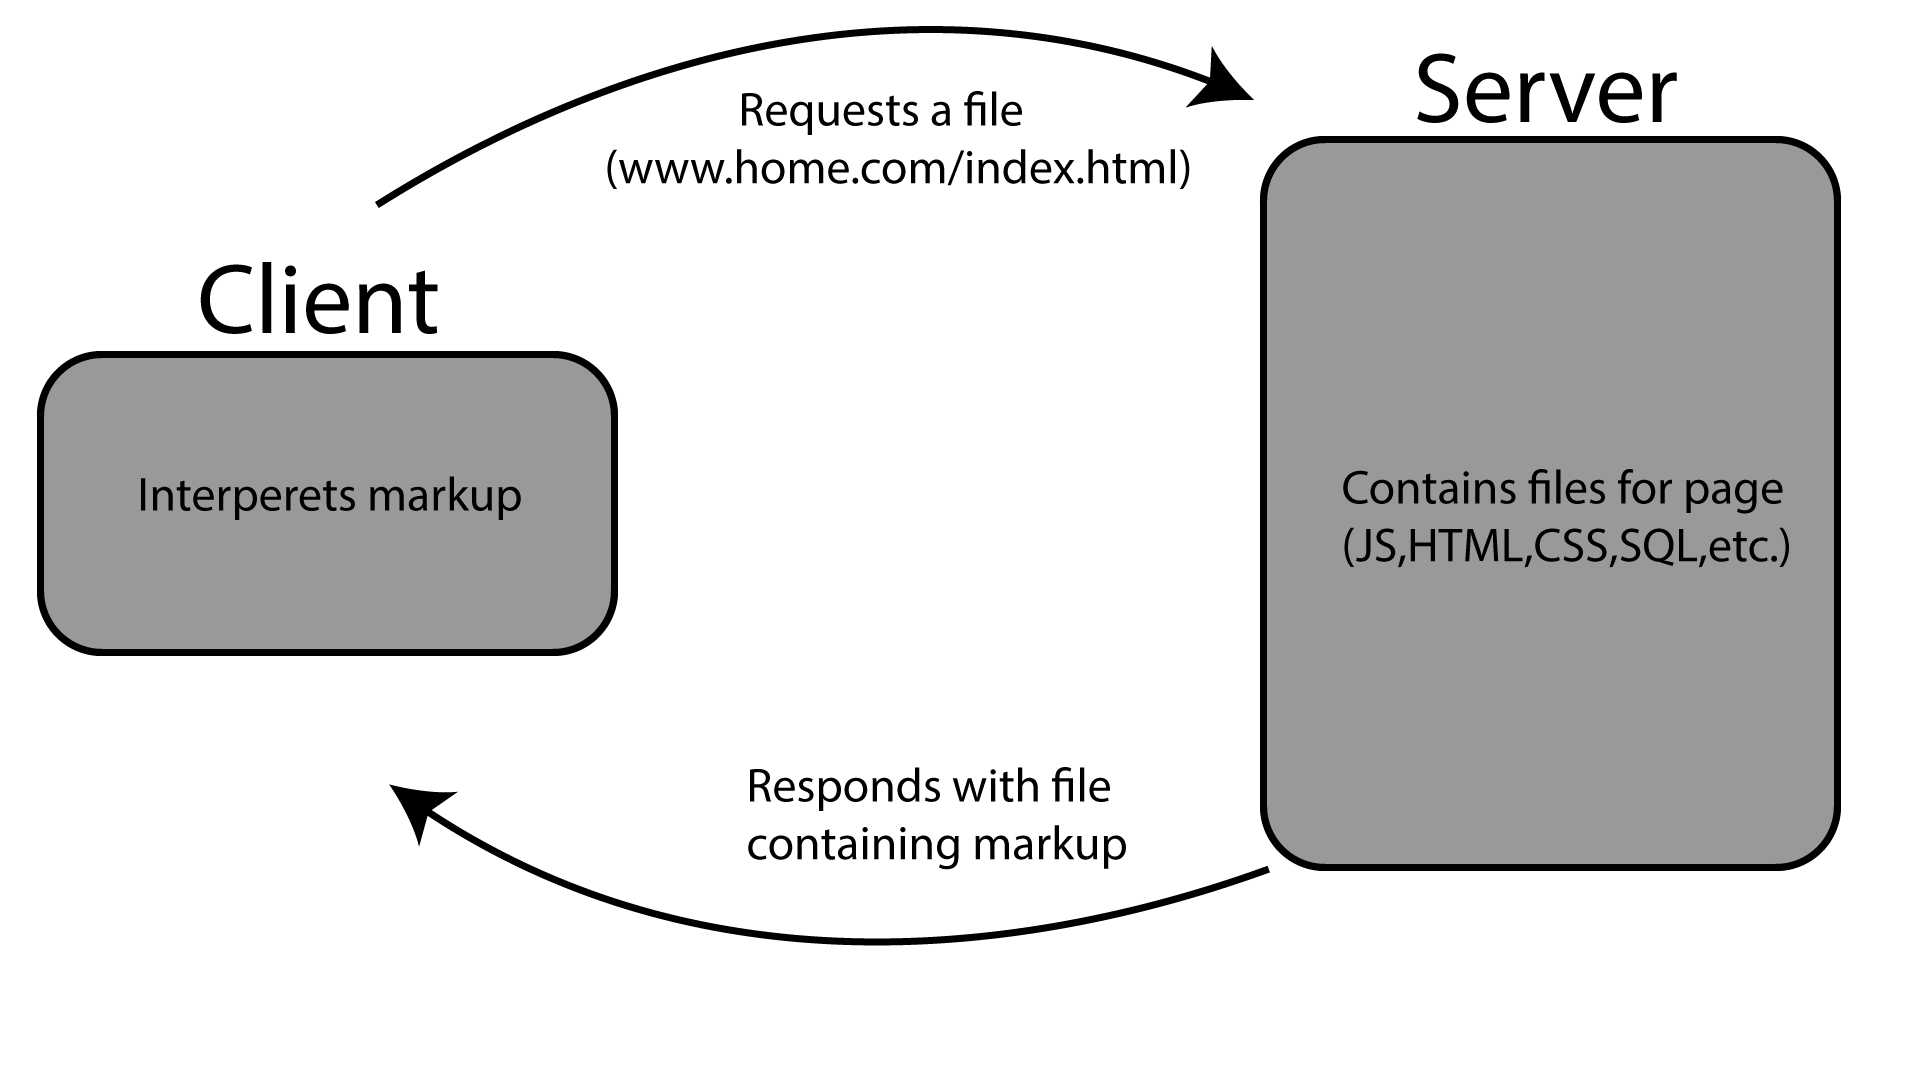 Requests a file
(www.home.com/index.html)
Server
Client
Interperets markup
Contains files for page
(JS,HTML,CSS,SQL,etc.)
Responds with file
containing markup